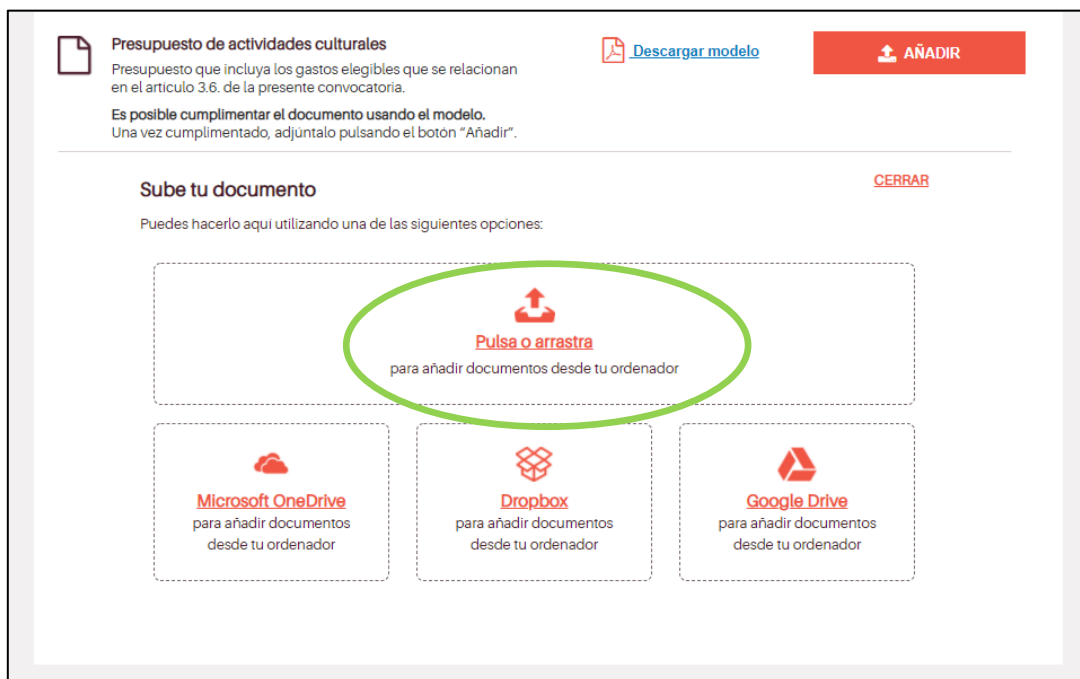 Presupuesto de actividades culturales
Descargar modelo
AÑADIR
Presupuesto que incluya los gastos elegibles que se relacionan
en el artículo 3.6. de la presente convocatoria.
Es posible cumplimentar el documento usando el modelo.
Una vez cumplimentado, adjúntalo pulsando el botón "Añadir".
Sube tu documento
CERRAR
Puedes hacerlo aquí utilizando una de las siguientes opciones:
Pulsa o arrastra
para añadir documentos desde tu ordenador
Microsoft OneDrive
para añadir documentos
desde tu ordenador
Dropbox
para añadir documentos
desde tu ordenador
Google Drive
para añadir documentos
desde tu ordenador